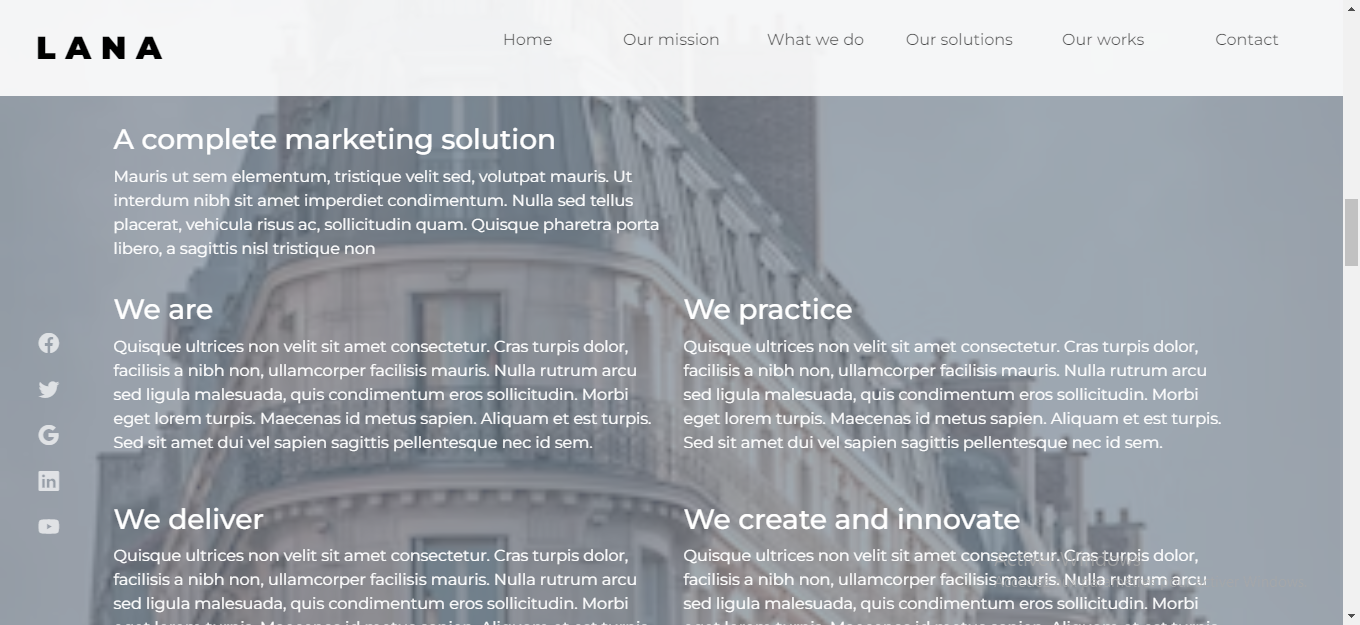 LANA
Home Our mission What we do Our solutions Our works Contact
A complete marketing solution
Mauris ut sem elementum, tristique velit sed, volutpat mauris. Ut
interdum nibh sit amet imperdiet condimentum. Nulla sed tellus
placerat, vehicula risus ac, sollicitudin quam. Quisque pharetra porta
libero, a sagittis nisl tristique non
We are
Quisque ultrices non velit sit amet consectetur. Cras turpis dolor,
facilisis a nibh non, ullamcorper facilisis mauris. Nulla rutrum arcu
sed ligula malesuada, quis condimentum eros sollicitudin. Morbi
eget lorem turpis. Maecenas id metus sapien. Aliquam et est turpis.
Sed sit amet dui vel sapien sagittis pellentesque nec id sem.
We practice
Quisque ultrices non velit sit amet consectetur. Cras turpis dolor,
facilisis a nibh non, ullamcorper facilisis mauris. Nulla rutrum arcu
sed ligula malesuada, quis condimentum eros sollicitudin. Morbi
eget lorem turpis. Maecenas id metus sapien. Aliquam et est turpis.
Sed sit amet dui vel sapien sagittis pellentesque nec id sem.
We deliver
Quisque ultrices non velit sit amet consectetur. Cras turpis dolor,
facilisis a nibh non, ullamcorper facilisis mauris. Nulla rutrum arcu
sed ligula malesuada, quis condimentum eros sollicitudin. Morbi
We create and innovate
Quisque ultrices non velit sit amet consectetur. Cras turpis dolor,
facilisis a nibh non, ullamcorper facilisis mauris. Nulla rutrum arcu
sed ligula malesuada, quis condimentum eros sollicitudin. Morbi